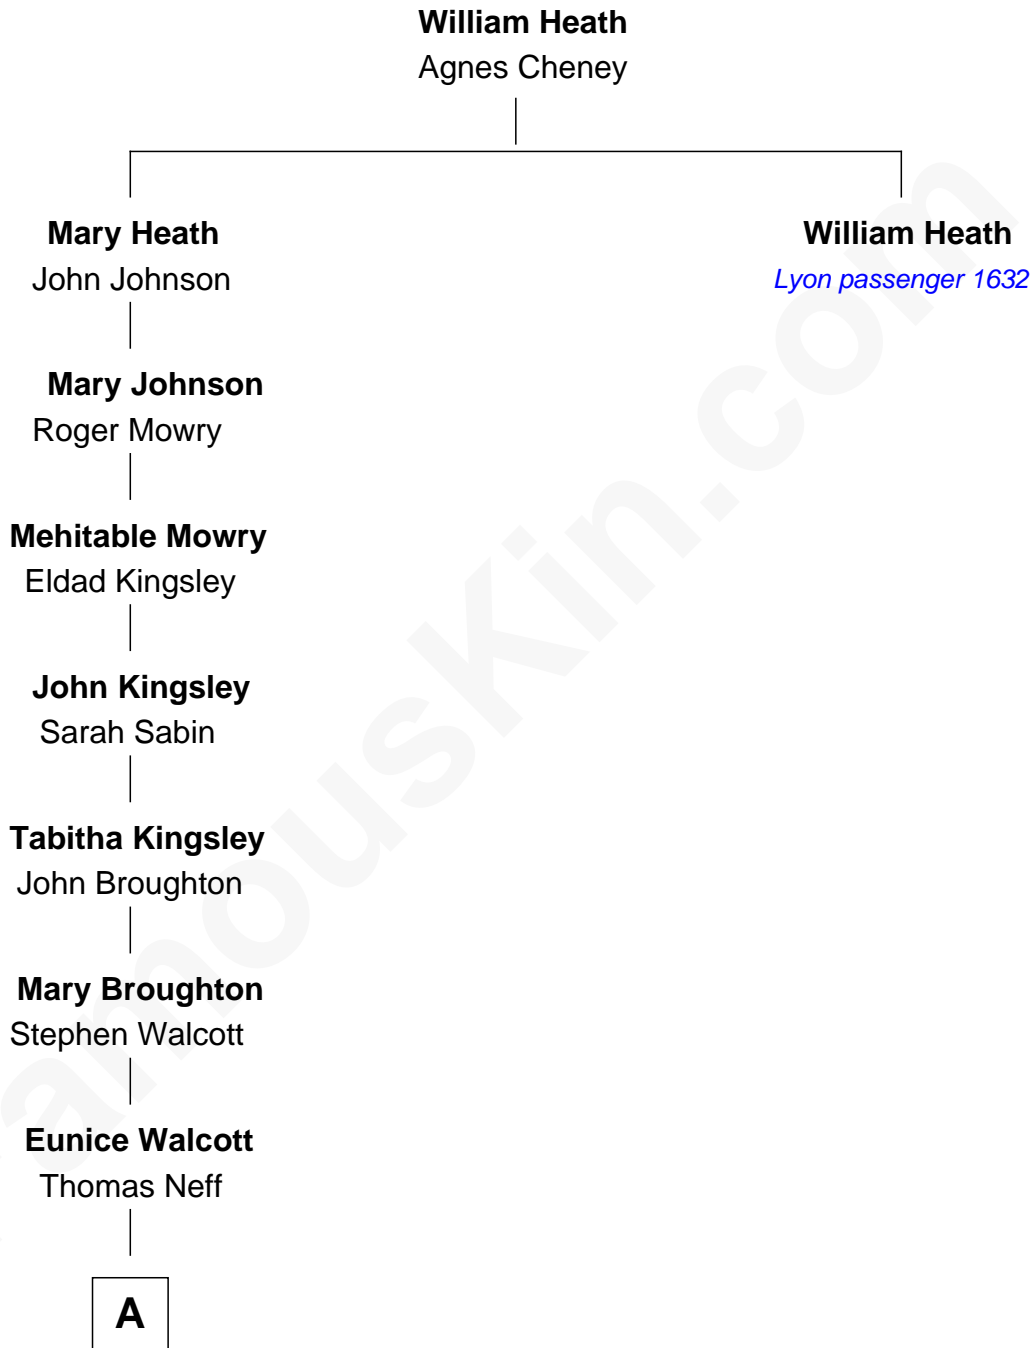 William Heath
Agnes Cheney
Mary Heath
John Johnson
William Heath
Lyon passenger 1632
Mary Johnson
Roger Mowry
Mehitable Mowry
Eldad Kingsley
John Kingsley
Sarah Sabin
Tabitha Kingsley
John Broughton
Mary Broughton
Stephen Walcott
Eunice Walcott
Thomas Neff
A
amouskin.com